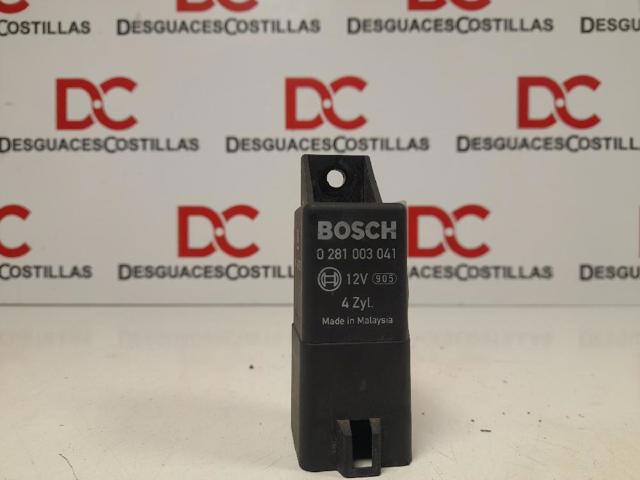 DESGUACESCOSTILLAS DESGUACESCOSTILLAS DESGUACESCOSTILLAS
DC DC DC
DESGUACESCOSTILLAS DESGUACESCOSTILLAS DESGUACESCOSTILLAS
DC DC
DESGUACESCOSTILLAS DESGUACESCOSTILLAS
BOSCH
0 281 003 041
12V 905
4 Zyl.
Made in Malaysia